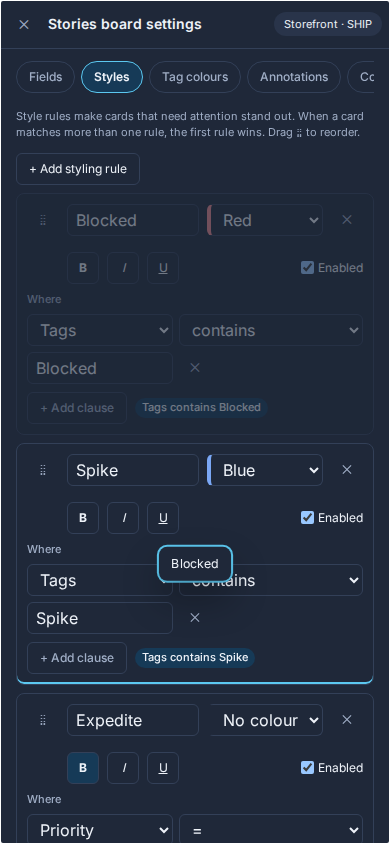 Stories board settings
Storefront · SHIP
Fields
Styles
Tag colours
Annotations
Co
Style rules make cards that need attention stand out. When a card
matches more than one rule, the first rule wins. Drag ⣿ to reorder.
+ Add styling rule
Blocked
Red
B I U
Enabled
Where
Tags
contains
Blocked
+ Add clause
Tags contains Blocked
Spike
Blue
B I U
Enabled
Where
Blocked
Tags
contains
Spike
+ Add clause
Tags contains Spike
Expedite
No colour
B I U
Enabled
Where
Priority
=